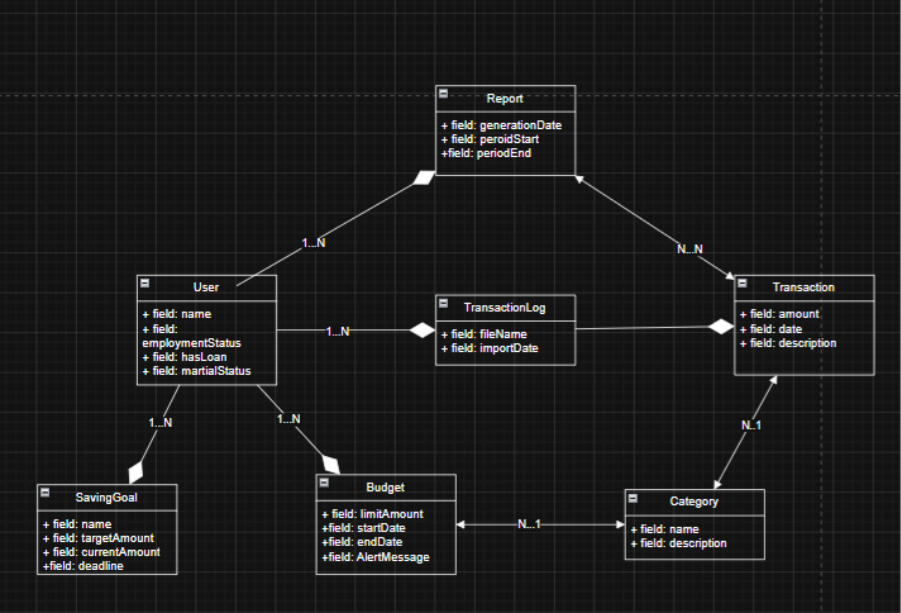 Report
+ field: generationDate
+ field: peroidStart
+field: periodEnd
1...N
N...N
User
+ field: name
+ field:
employmentStatus
+ field: hasLoan
+ field: martialStatus
1...N
TransactionLog
+ field: fileName
+ field: importDate
Transaction
+ field: amount
+ field: date
+ field: description
1...N
1...N
N..1
SavingGoal
+ field: name
+ field: targetAmount
+ field: currentAmount
+field: deadline
Budget
+ field: limitAmount
+field: startDate
+field: endDate
+field: AlertMessage
N...1
Category
+ field: name
+ field: description